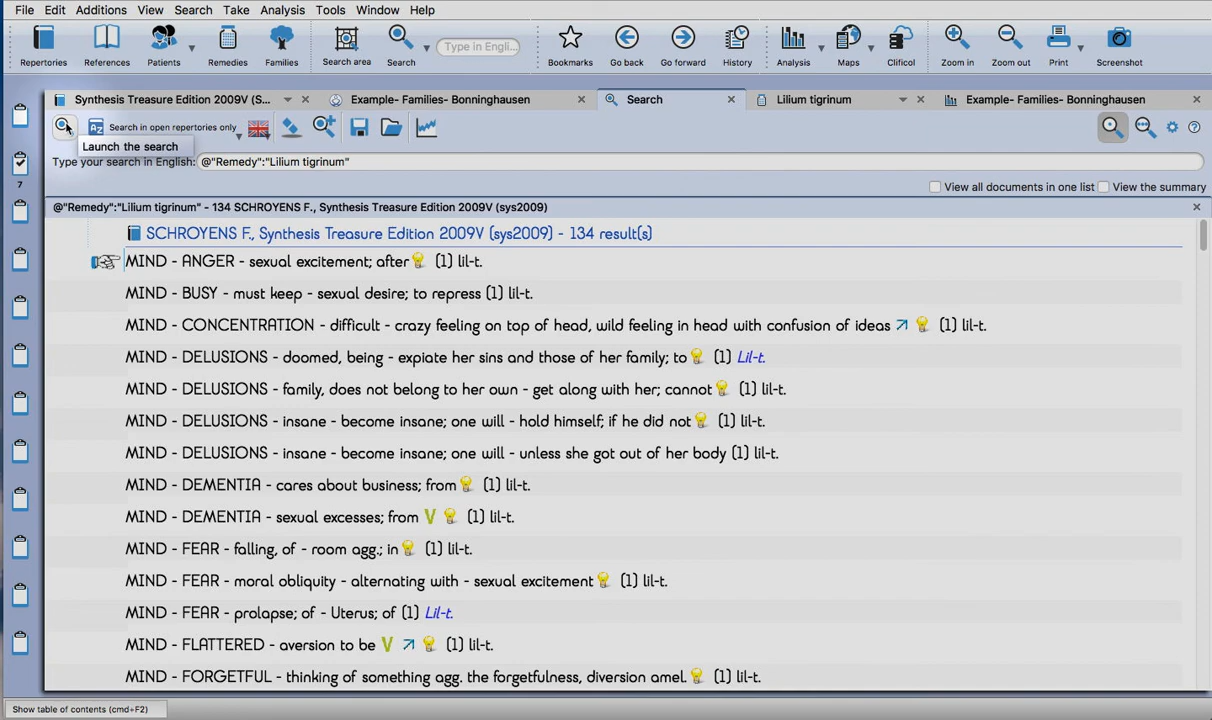 File Edit Additions View Search Take Analysis Tools Window Help
Type in Engli...
Repertories References Patients Remedies Families Search area Search Bookmarks Go back Go forward History Analysis Maps Clificol Zoom in Zoom out Print Screenshot
Synthesis Treasure Edition 2009V (S... Example- Families- Bonninghausen Search Lilium tigrinum Example- Families- Bonninghausen
AZ Search in open repertories only
Launch the search
Type your search in English: @"Remedy":"Lilium tigrinum"
7
View all documents in one list View the summary
@"Remedy":"Lilium tigrinum" - 134 SCHROYENS F., Synthesis Treasure Edition 2009V (sys2009)
SCHROYENS F., Synthesis Treasure Edition 2009V (sys2009) - 134 result(s)
MIND - ANGER - sexual excitement; after (1) lil-t.
MIND - BUSY - must keep - sexual desire; to repress (1) lil-t.
MIND - CONCENTRATION - difficult - crazy feeling on top of head, wild feeling in head with confusion of ideas (1) lil-t.
MIND - DELUSIONS - doomed, being - expiate her sins and those of her family; to (1) Lil-t.
MIND - DELUSIONS - family, does not belong to her own - get along with her; cannot (1) lil-t.
MIND - DELUSIONS - insane - become insane; one will - hold himself; if he did not (1) lil-t.
MIND - DELUSIONS - insane - become insane; one will - unless she got out of her body (1) lil-t.
MIND - DEMENTIA - cares about business; from (1) lil-t.
MIND - DEMENTIA - sexual excesses; from V (1) lil-t.
MIND - FEAR - falling, of - room agg.; in (1) lil-t.
MIND - FEAR - moral obliquity - alternating with - sexual excitement (1) lil-t.
MIND - FEAR - prolapse; of - Uterus; of (1) Lil-t.
MIND - FLATTERED - aversion to be V (1) lil-t.
MIND - FORGETFUL - thinking of something agg. the forgetfulness, diversion amel. (1) lil-t.
Show table of contents (cmd+F2)